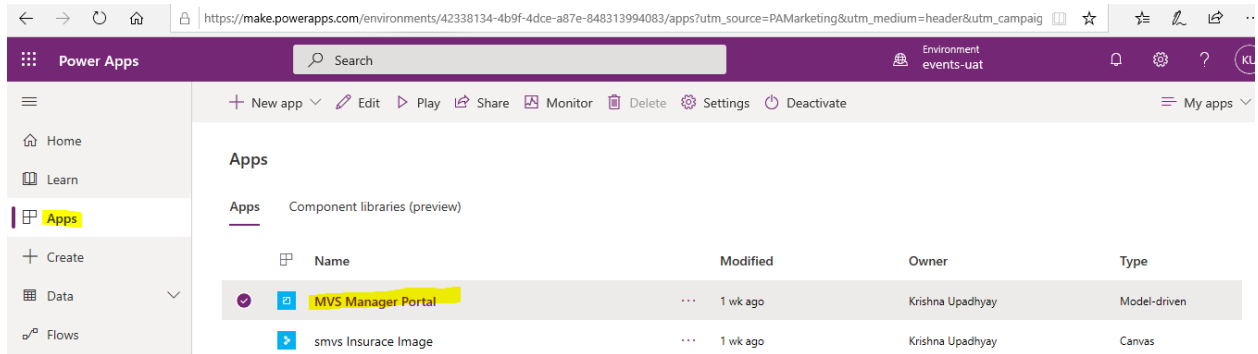 https://make.powerapps.com/environments/42338134-4b9f-4dce-a87e-848313994083/apps?utm_source=PAMarketing&utm_medium=header&utm_campaig
Power Apps
Search
Environment
events-uat
?
KU
New app
Edit
Play
Share
Monitor
Delete
Settings
Deactivate
My apps
Home
Learn
Apps
Create
Data
Flows
Apps
Apps Component libraries (preview)
Name Modified Owner Type
MVS Manager Portal ... 1 wk ago Krishna Upadhyay Model-driven
smvs Insurace Image ... 1 wk ago Krishna Upadhyay Canvas